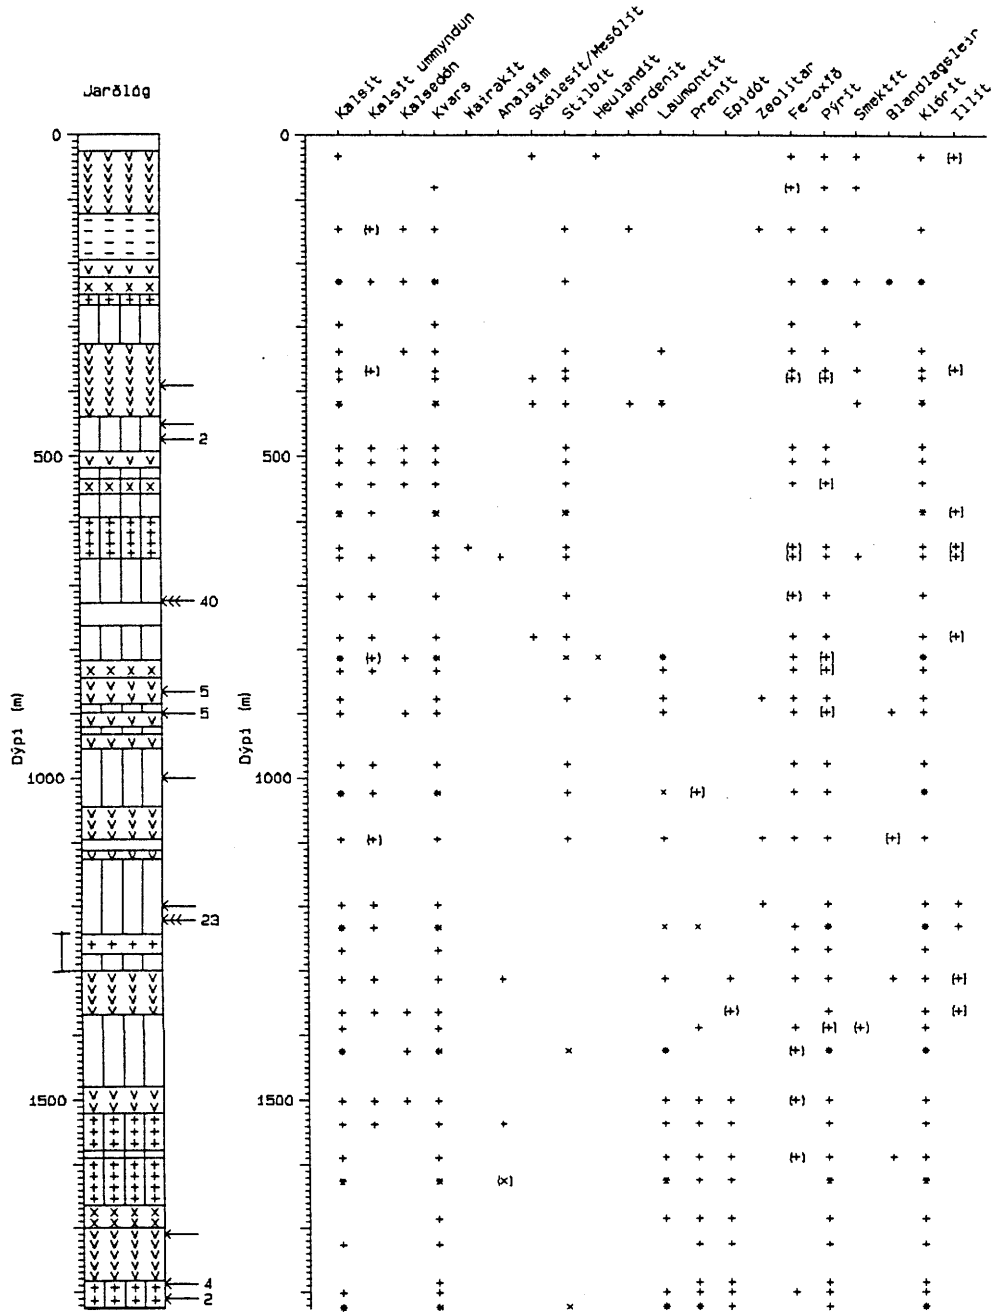 Jarðlög
Kalsít
Kalsít ummyndun
Kalsedón
Kvars
Wairakít
Analsím
Skólesít/Mesólít
Stilbít
Heulandít
Mordenít
Laumontít
Prenít
Epidót
Zeólítar
Fe-oxíð
Pýrít
Smektít
Blandlagsleir
Klórít
Illít
0
0
2
500
500
40
5
5
Dýpi (m)
Dýpi (m)
1000
1000
23
1500
1500
4
2